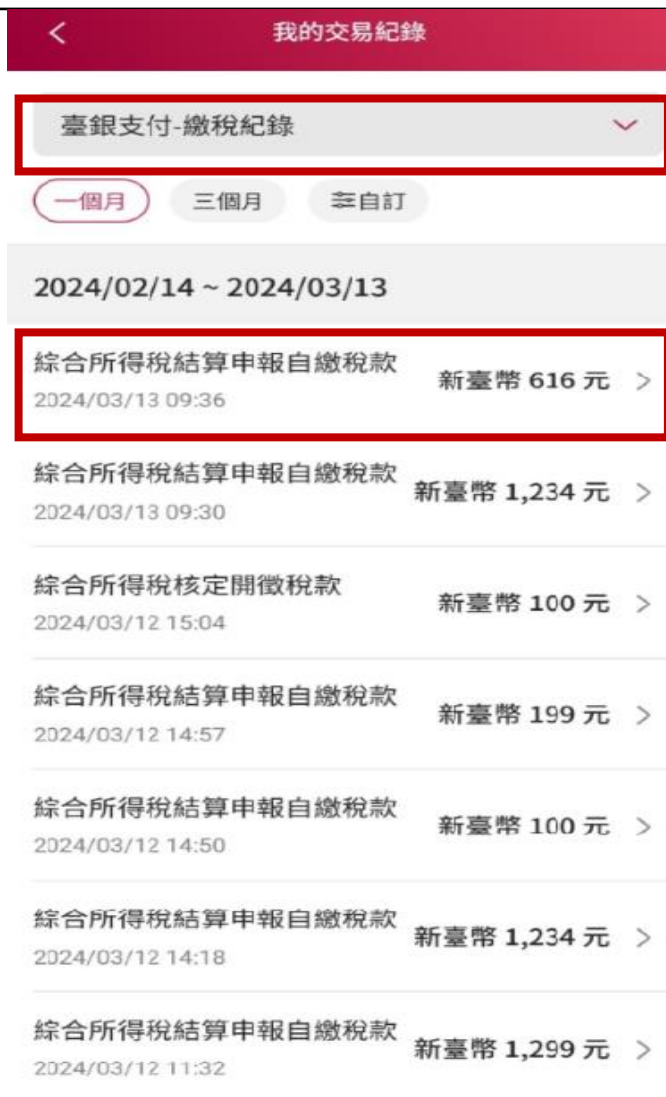 我的交易紀錄
臺銀支付-繳稅紀錄
一個月 三個月 自訂
2024/02/14 ~ 2024/03/13
綜合所得稅結算申報自繳稅款 新臺幣 616 元
2024/03/13 09:36
綜合所得稅結算申報自繳稅款 新臺幣 1,234 元
2024/03/13 09:30
綜合所得稅核定開徵稅款 新臺幣 100 元
2024/03/12 15:04
綜合所得稅結算申報自繳稅款 新臺幣 199 元
2024/03/12 14:57
綜合所得稅結算申報自繳稅款 新臺幣 100 元
2024/03/12 14:50
綜合所得稅結算申報自繳稅款 新臺幣 1,234 元
2024/03/12 14:18
綜合所得稅結算申報自繳稅款 新臺幣 1,299 元
2024/03/12 11:32